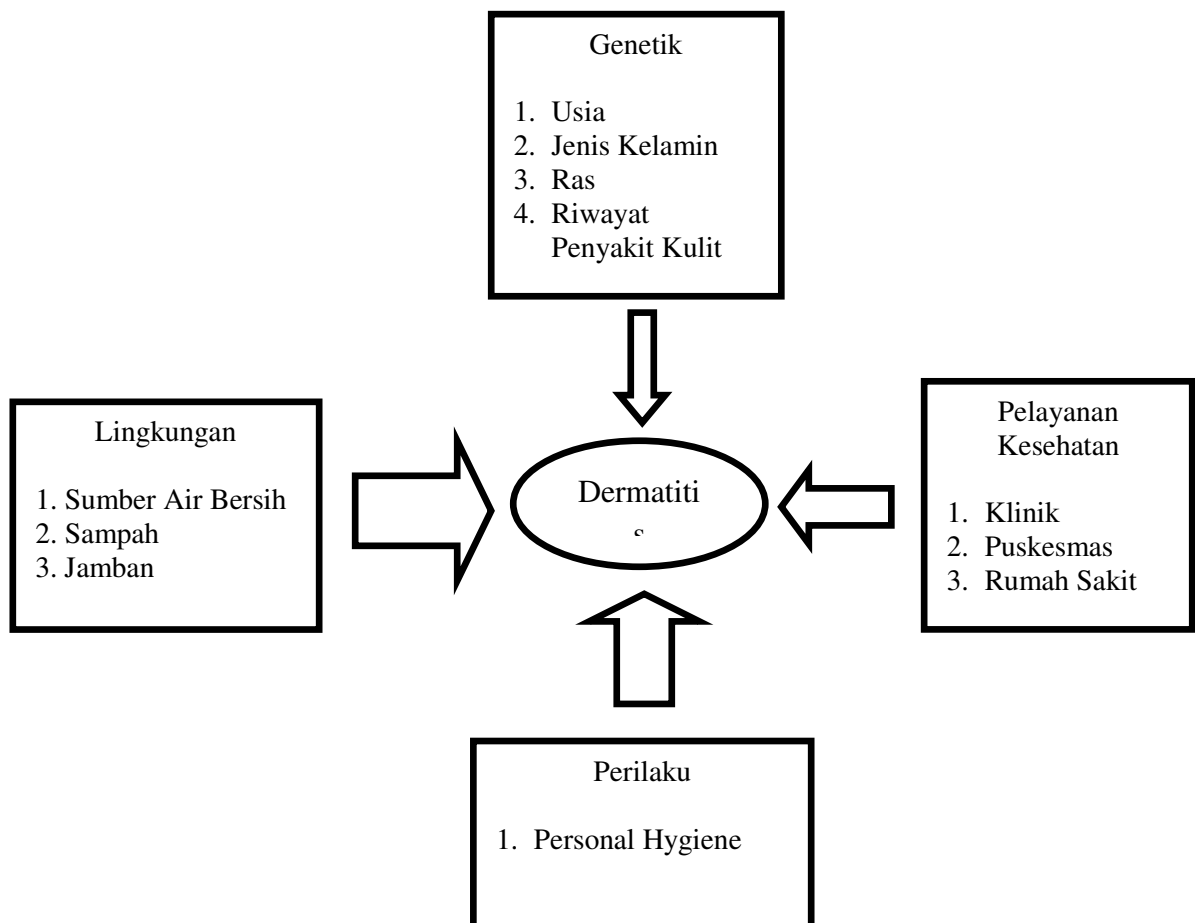 Genetik
1. Usia
2. Jenis Kelamin
3. Ras
4. Riwayat
Penyakit Kulit
Lingkungan
1. Sumber Air Bersih
2. Sampah
3. Jamban
Dermatiti
s
Pelayanan
Kesehatan
1. Klinik
2. Puskesmas
3. Rumah Sakit
Perilaku
1. Personal Hygiene